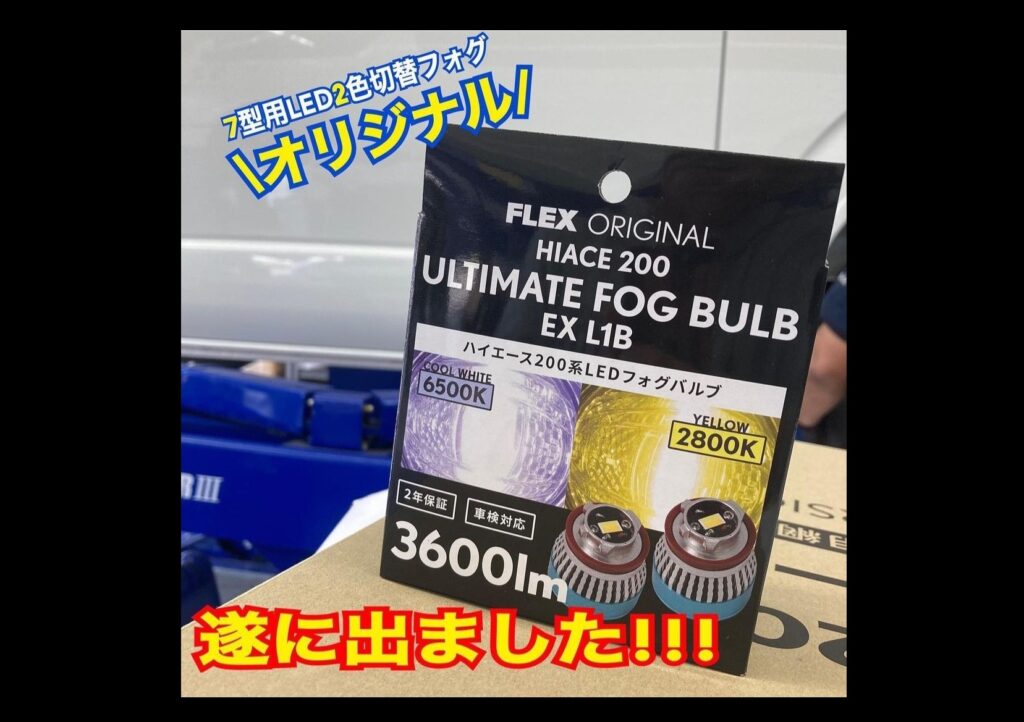 7型用LED2色切替フォグ
\オリジナル/
FLEX ORIGINAL
HIACE 200
ULTIMATE FOG BULB
EX L1B
ハイエース200系LEDフォグバルブ
COOL WHITE
6500K
YELLOW
2800K
2年保証
車検対応
3600lm
III
遂に出ました!!!